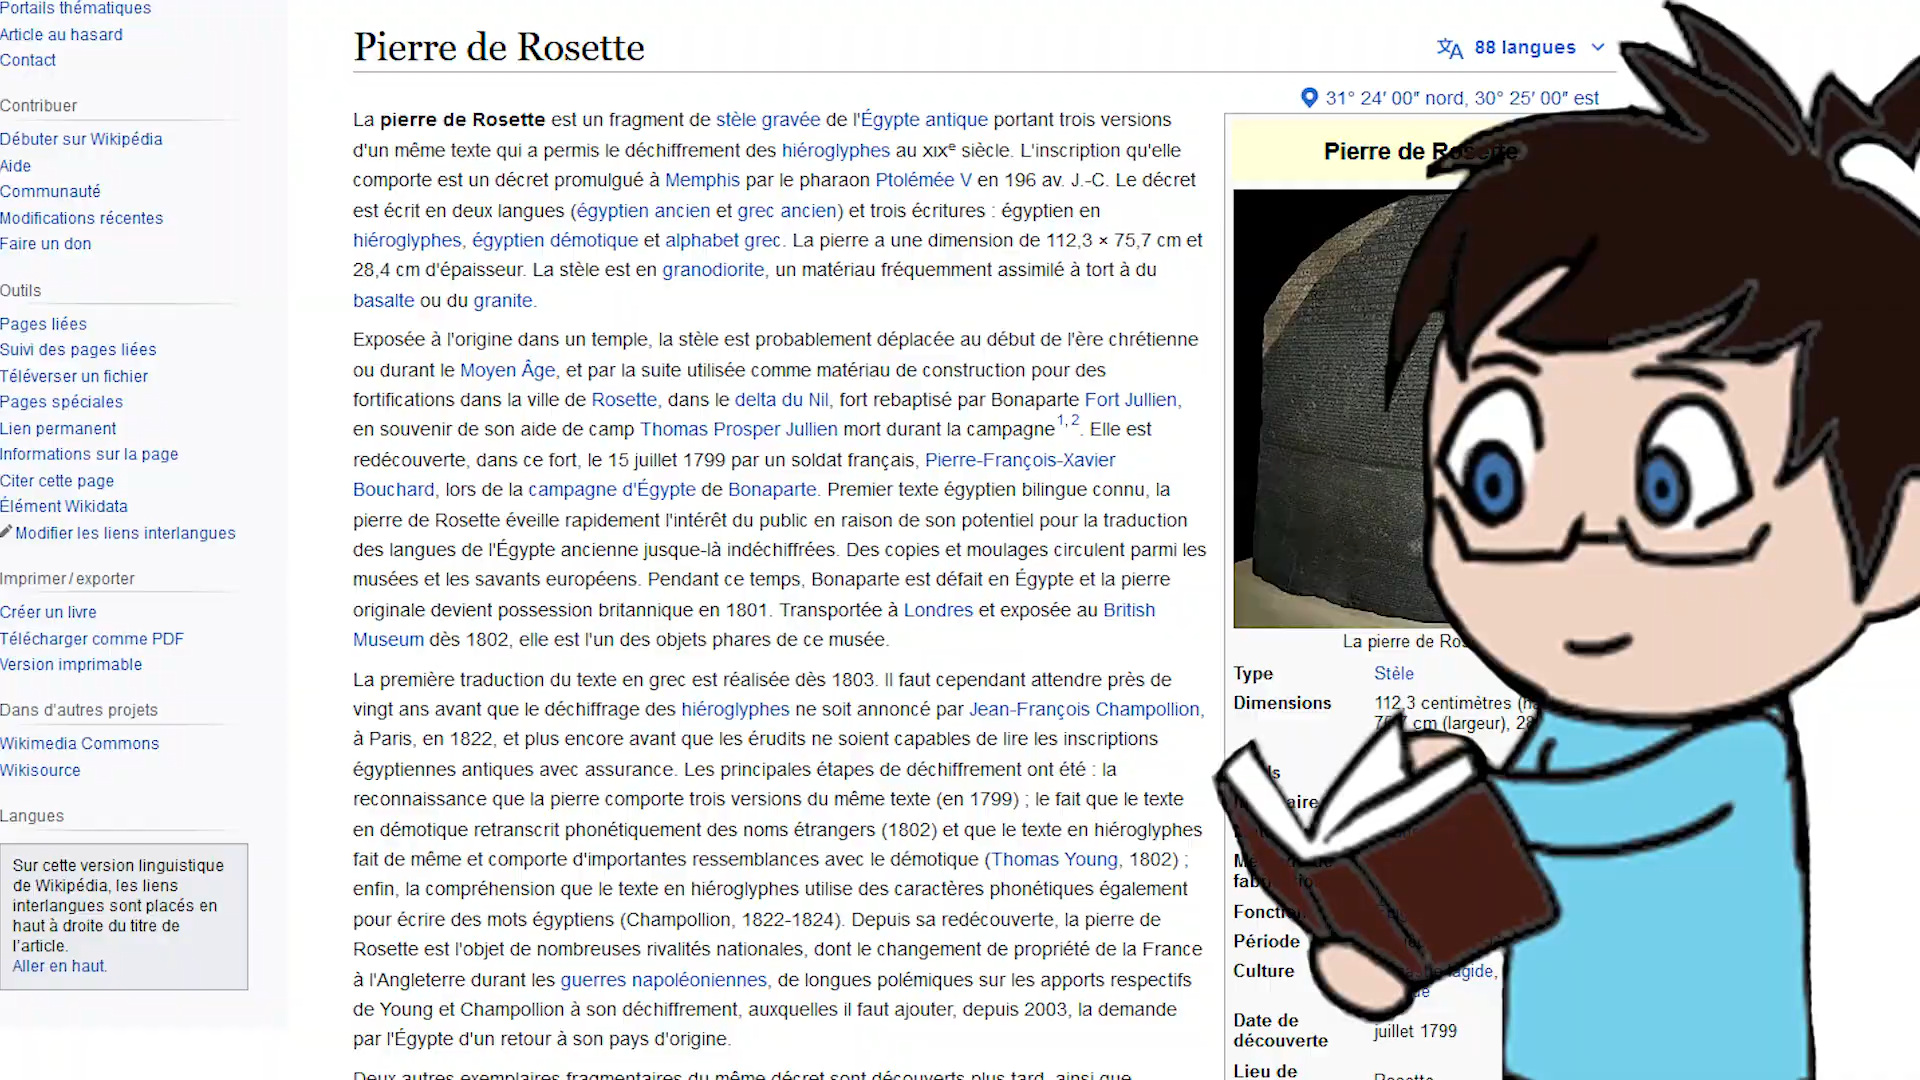 Portails thématiques
Article au hasard
Contact
Contribuer
Débuter sur Wikipédia
Aide
Communauté
Modifications récentes
Faire un don
Outils
Pages liées
Suivi des pages liées
Téléverser un fichier
Pages spéciales
Lien permanent
Informations sur la page
Citer cette page
Élément Wikidata
Modifier les liens interlangues
Imprimer / exporter
Créer un livre
Télécharger comme PDF
Version imprimable
Dans d'autres projets
Wikimedia Commons
Wikisource
Langues
Sur cette version linguistique
de Wikipédia, les liens
interlangues sont placés en
haut à droite du titre de
l'article.
Aller en haut.
Pierre de Rosette
88 langues
31° 24′ 00″ nord, 30° 25′ 00″ est
La pierre de Rosette est un fragment de stèle gravée de l'Égypte antique portant trois versions
d'un même texte qui a permis le déchiffrement des hiéroglyphes au XIXe siècle. L'inscription qu'elle
comporte est un décret promulgué à Memphis par le pharaon Ptolémée V en 196 av. J.-C. Le décret
est écrit en deux langues (égyptien ancien et grec ancien) et trois écritures : égyptien en
hiéroglyphes, égyptien démotique et alphabet grec. La pierre a une dimension de 112,3 × 75,7 cm et
28,4 cm d'épaisseur. La stèle est en granodiorite, un matériau fréquemment assimilé à tort à du
basalte ou du granite.
Exposée à l'origine dans un temple, la stèle est probablement déplacée au début de l'ère chrétienne
ou durant le Moyen Âge, et par la suite utilisée comme matériau de construction pour des
fortifications dans la ville de Rosette, dans le delta du Nil, fort rebaptisé par Bonaparte Fort Jullien,
en souvenir de son aide de camp Thomas Prosper Jullien mort durant la campagne1, 2. Elle est
redécouverte, dans ce fort, le 15 juillet 1799 par un soldat français, Pierre-François-Xavier
Bouchard, lors de la campagne d'Égypte de Bonaparte. Premier texte égyptien bilingue connu, la
pierre de Rosette éveille rapidement l'intérêt du public en raison de son potentiel pour la traduction
des langues de l'Égypte ancienne jusque-là indéchiffrées. Des copies et moulages circulent parmi les
musées et les savants européens. Pendant ce temps, Bonaparte est défait en Égypte et la pierre
originale devient possession britannique en 1801. Transportée à Londres et exposée au British
Museum dès 1802, elle est l'un des objets phares de ce musée.
La première traduction du texte en grec est réalisée dès 1803. Il faut cependant attendre près de
vingt ans avant que le déchiffrage des hiéroglyphes ne soit annoncé par Jean-François Champollion,
à Paris, en 1822, et plus encore avant que les érudits ne soient capables de lire les inscriptions
égyptiennes antiques avec assurance. Les principales étapes de déchiffrement ont été : la
reconnaissance que la pierre comporte trois versions du même texte (en 1799) ; le fait que le texte
en démotique retranscrit phonétiquement des noms étrangers (1802) et que le texte en hiéroglyphes
fait de même et comporte d'importantes ressemblances avec le démotique (Thomas Young, 1802) ;
enfin, la compréhension que le texte en hiéroglyphes utilise des caractères phonétiques également
pour écrire des mots égyptiens (Champollion, 1822-1824). Depuis sa redécouverte, la pierre de
Rosette est l'objet de nombreuses rivalités nationales, dont le changement de propriété de la France
à l'Angleterre durant les guerres napoléoniennes, de longues polémiques sur les apports respectifs
de Young et Champollion à son déchiffrement, auxquelles il faut ajouter, depuis 2003, la demande
par l'Égypte d'un retour à son pays d'origine.
Deux autres exemplaires fragmentaires du même décret sont découverts plus tard, ainsi que
Pierre de Rosette
La pierre de
Type Stèle
Dimensions 112,3 centimètres
cm (largeur), 28
Période
Culture
Date de
découverte
juillet 1799
Lieu de
Rosette